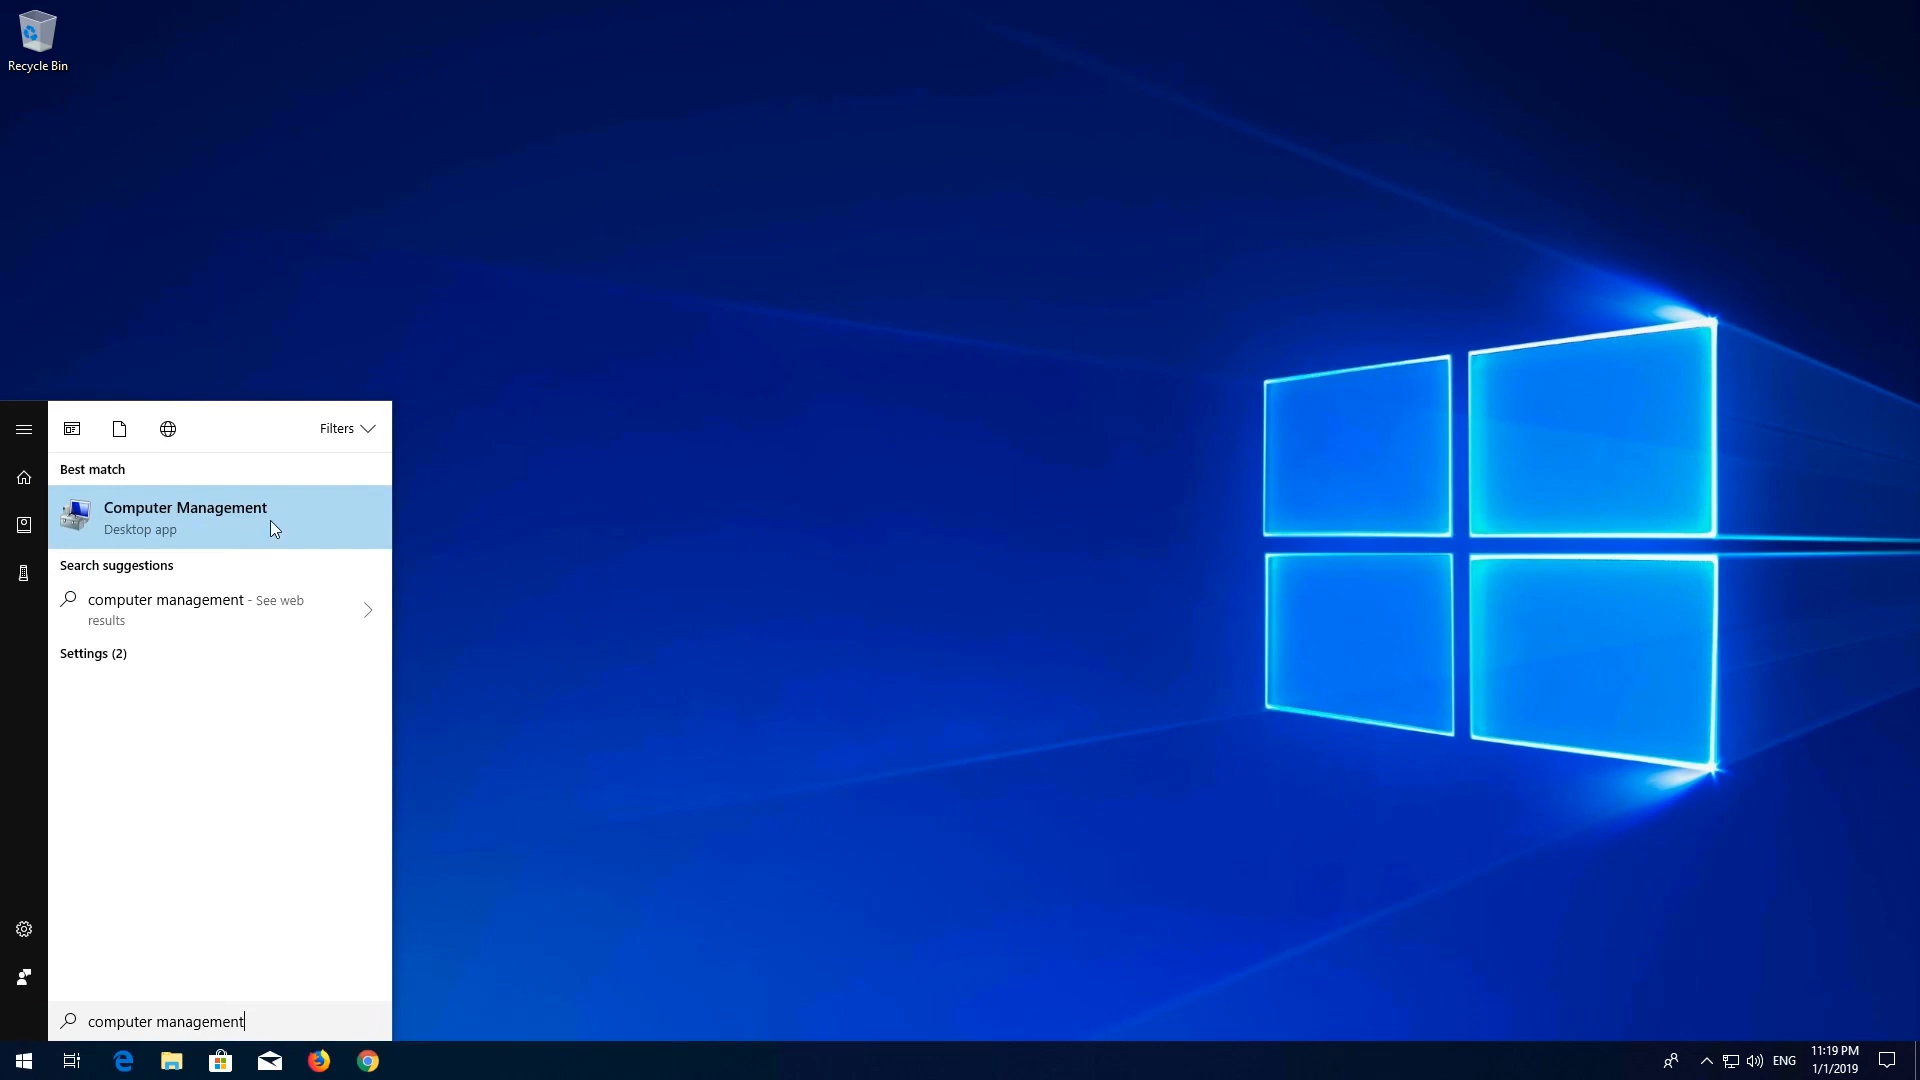 Recycle Bin
Filters
Best match
Computer Management
Desktop app
Search suggestions
computer management - See web
results
Settings (2)
computer management
ENG
11:19 PM
1/1/2019